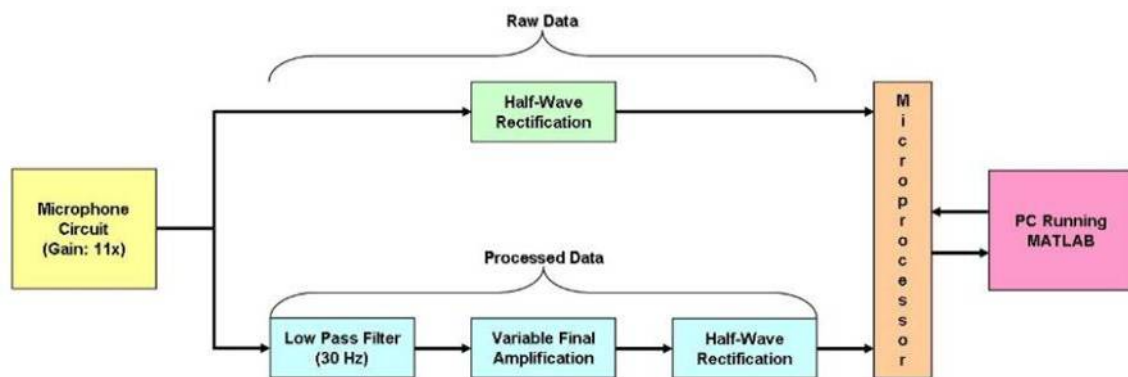 Raw Data
Half-Wave
Rectification
Microphone
Circuit
(Gain: 11x)
Microprocessor
PC Running
MATLAB
Processed Data
Low Pass Filter
(30 Hz)
Variable Final
Amplification
Half-Wave
Rectification